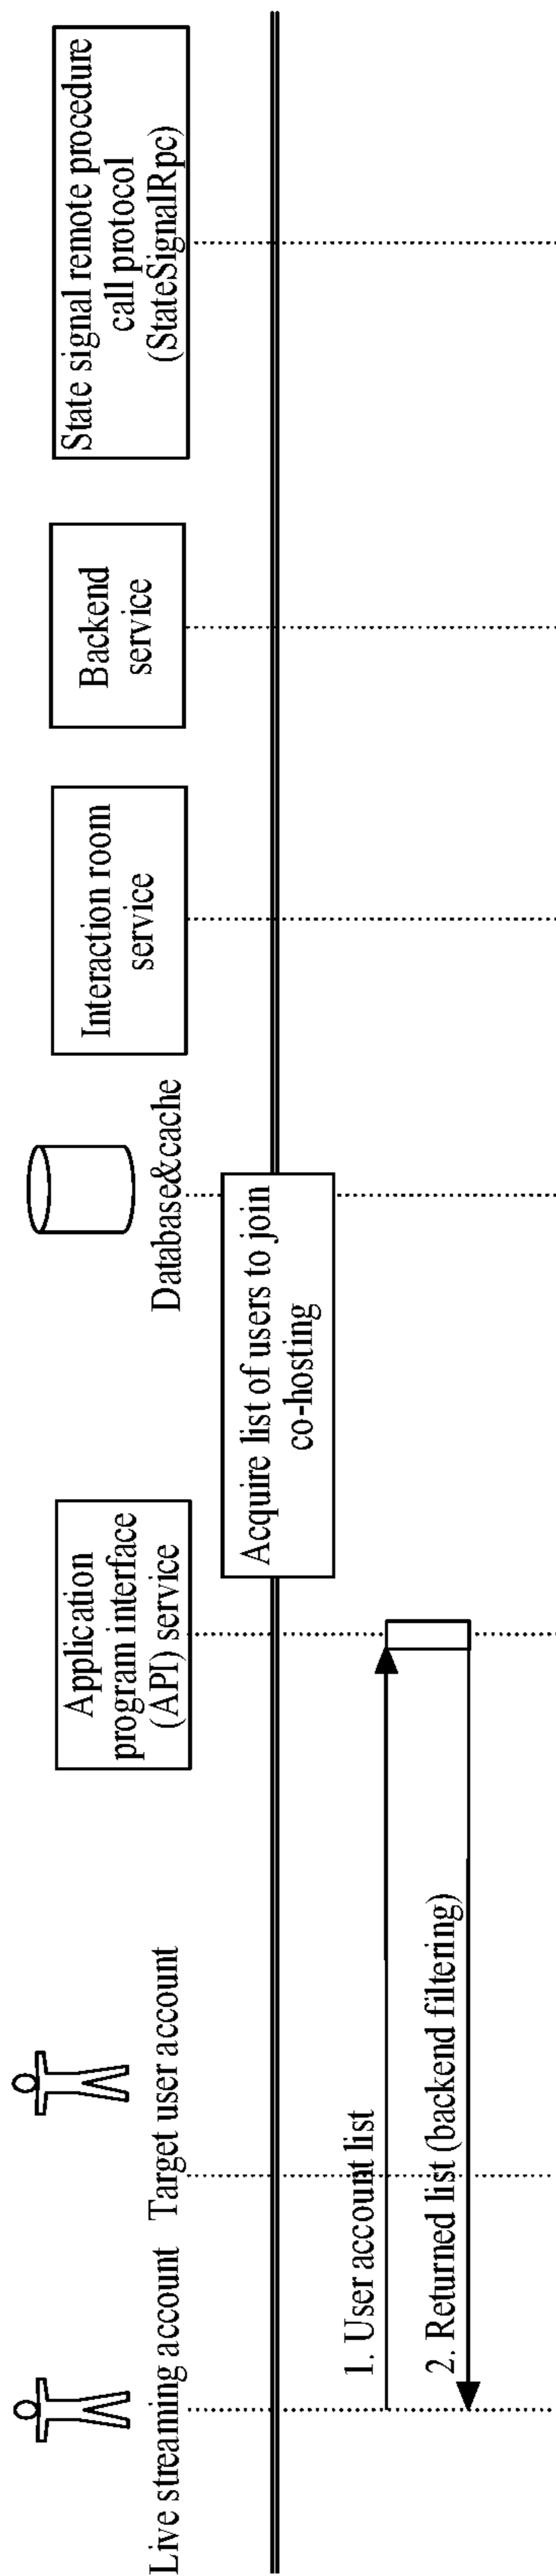 Live streaming account
Target user account
Application
program interface
(API) service
Database&cache
Interaction room
service
Backend
service
State signal remote procedure
call protocol
(StateSignalRpc)
Acquire list of users to join
co-hosting
1. User account list
2. Returned list (backend filtering)